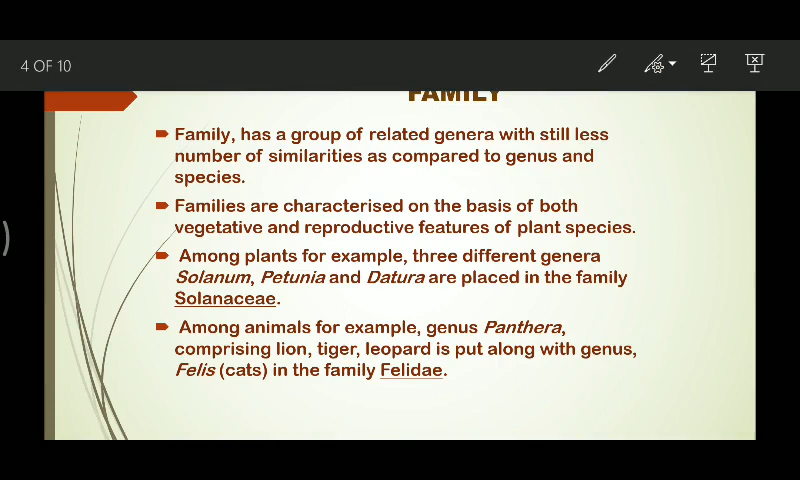 4 OF 10
FAMILY
Family, has a group of related genera with still less
number of similarities as compared to genus and
species.
Families are characterised on the basis of both
vegetative and reproductive features of plant species.
Among plants for example, three different genera
Solanum, Petunia and Datura are placed in the family
Solanaceae.
Among animals for example, genus Panthera,
comprising lion, tiger, leopard is put along with genus,
Felis (cats) in the family Felidae.